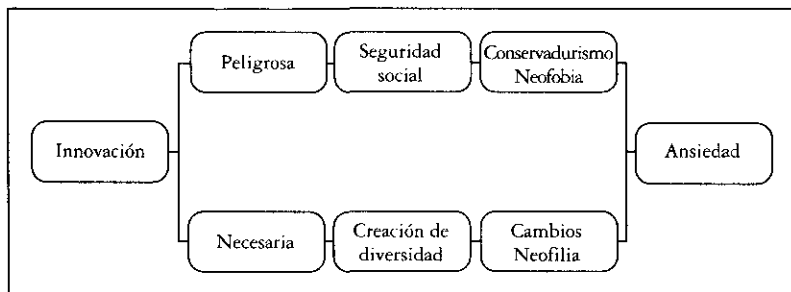 Peligrosa
Seguridad
social
Conservadurismo
Neofobia
Innovación
Ansiedad
Necesaria
Creación de
diversidad
Cambios
Neofilia